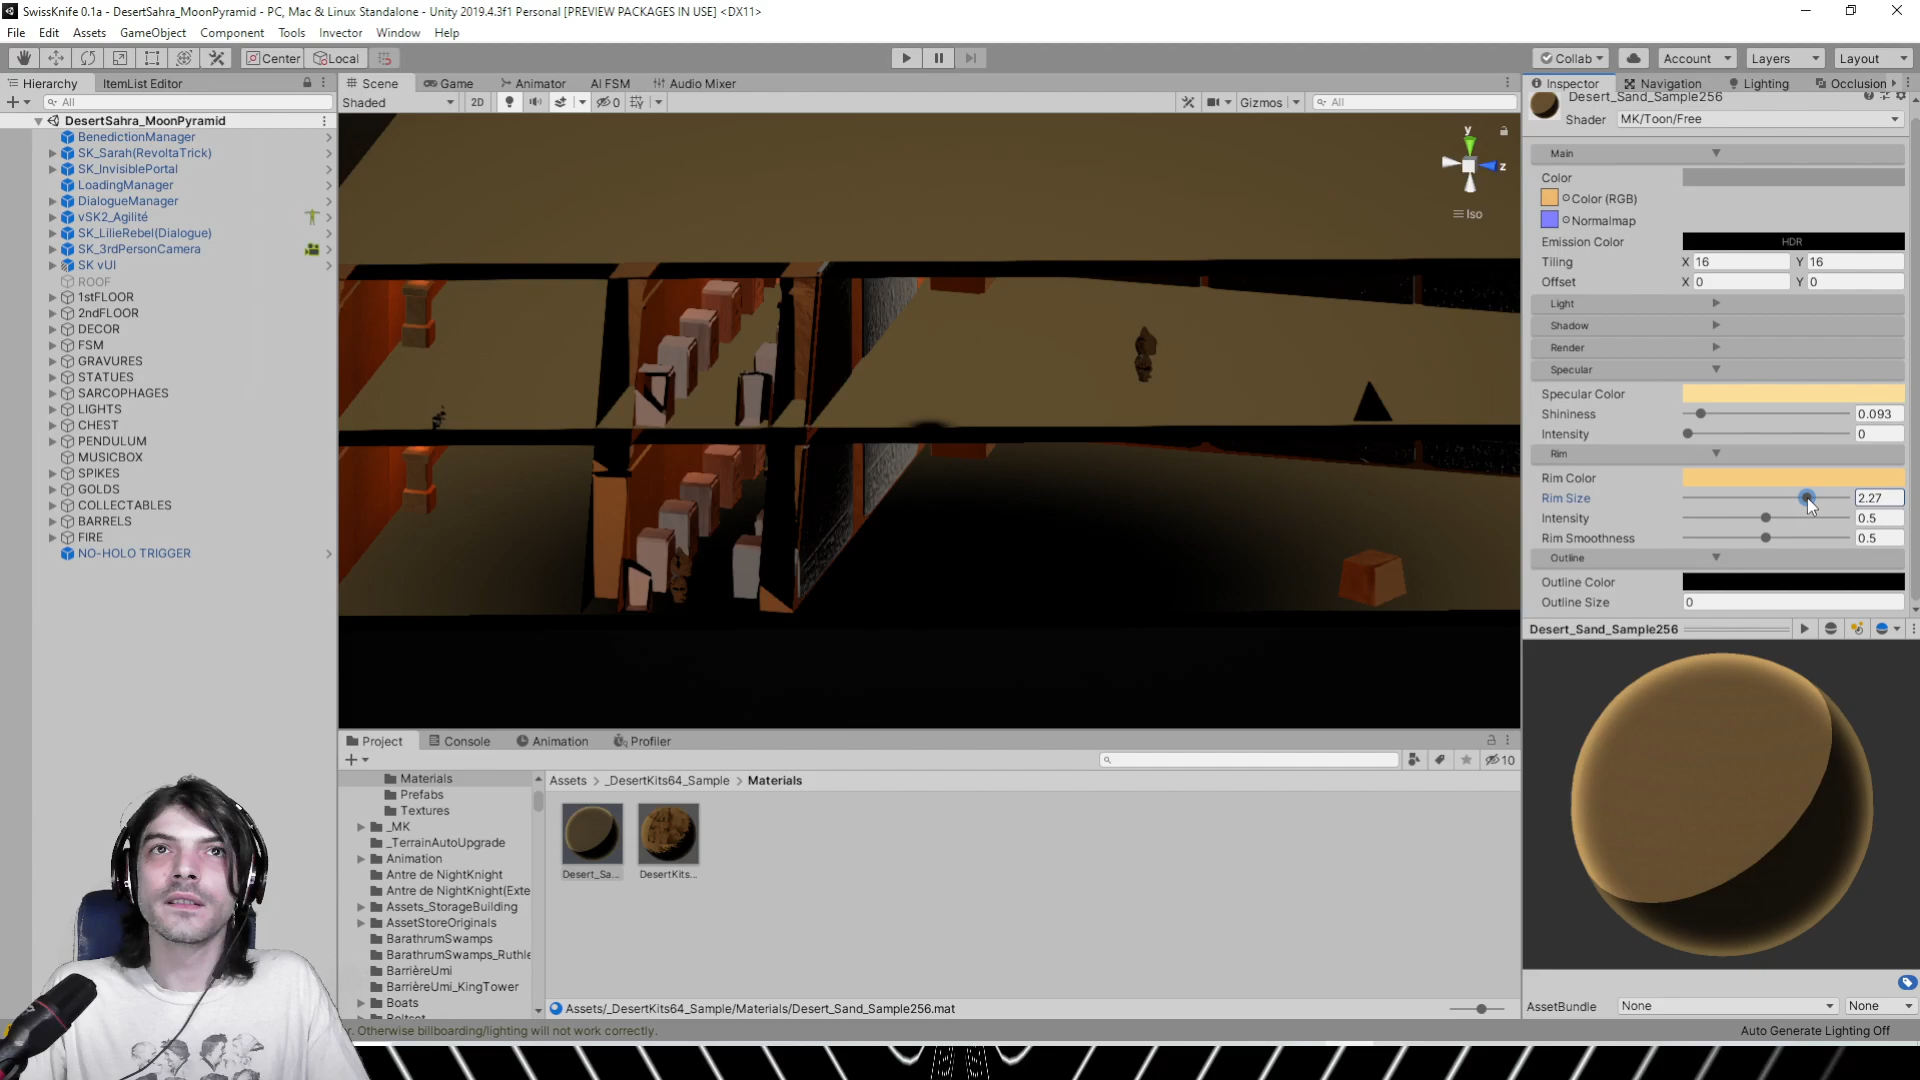 SwissKnife 0.1a - DesertSahra_MoonPyramid - PC, Mac & Linux Standalone - Unity 2019.4.3f1 Personal [PREVIEW PACKAGES IN USE] <DX11>
File Edit Assets GameObject Component Tools Invector Window Help
Center Local Collab Account Layers Layout
Hierarchy ItemList Editor
All
DesertSahra_MoonPyramid
BenedictionManager
SK_Sarah(RevoltaTrick)
SK_InvisiblePortal
LoadingManager
DialogueManager
vSK2_Agilité
SK_LilieRebel(Dialogue)
SK_3rdPersonCamera
SK vUI
ROOF
1stFLOOR
2ndFLOOR
DECOR
FSM
GRAVURES
STATUES
SARCOPHAGES
LIGHTS
CHEST
PENDULUM
MUSICBOX
SPIKES
GOLDS
COLLECTABLES
BARRELS
FIRE
NO-HOLO TRIGGER
Scene Game Animator AI FSM Audio Mixer
Shaded 2D 0 Gizmos All
y
z
Iso
Project Console Animation Profiler
10
Materials
Prefabs
Textures
_MK
_TerrainAutoUpgrade
Animation
Antre de NightKnight
Antre de NightKnight(Exte
Assets_StorageBuilding
AssetStoreOriginals
BarathrumSwamps
BarathrumSwamps_Ruthle
BarrièreUmi
BarrièreUmi_KingTower
Boats
Assets > _DesertKits64_Sample > Materials
Desert_Sa... DesertKits...
Assets/_DesertKits64_Sample/Materials/Desert_Sand_Sample256.mat
r. Otherwise billboarding/lighting will not work correctly.
Inspector Navigation Lighting Occlusion
Desert_Sand_Sample256
Shader MK/Toon/Free
Main
Color
Color (RGB)
Normalmap
Emission Color HDR
Tiling X 16 Y 16
Offset X 0 Y 0
Light
Shadow
Render
Specular
Specular Color
Shininess 0.093
Intensity 0
Rim
Rim Color
Rim Size 2.27
Intensity 0.5
Rim Smoothness 0.5
Outline
Outline Color
Outline Size 0
Desert_Sand_Sample256
AssetBundle None None
Auto Generate Lighting Off